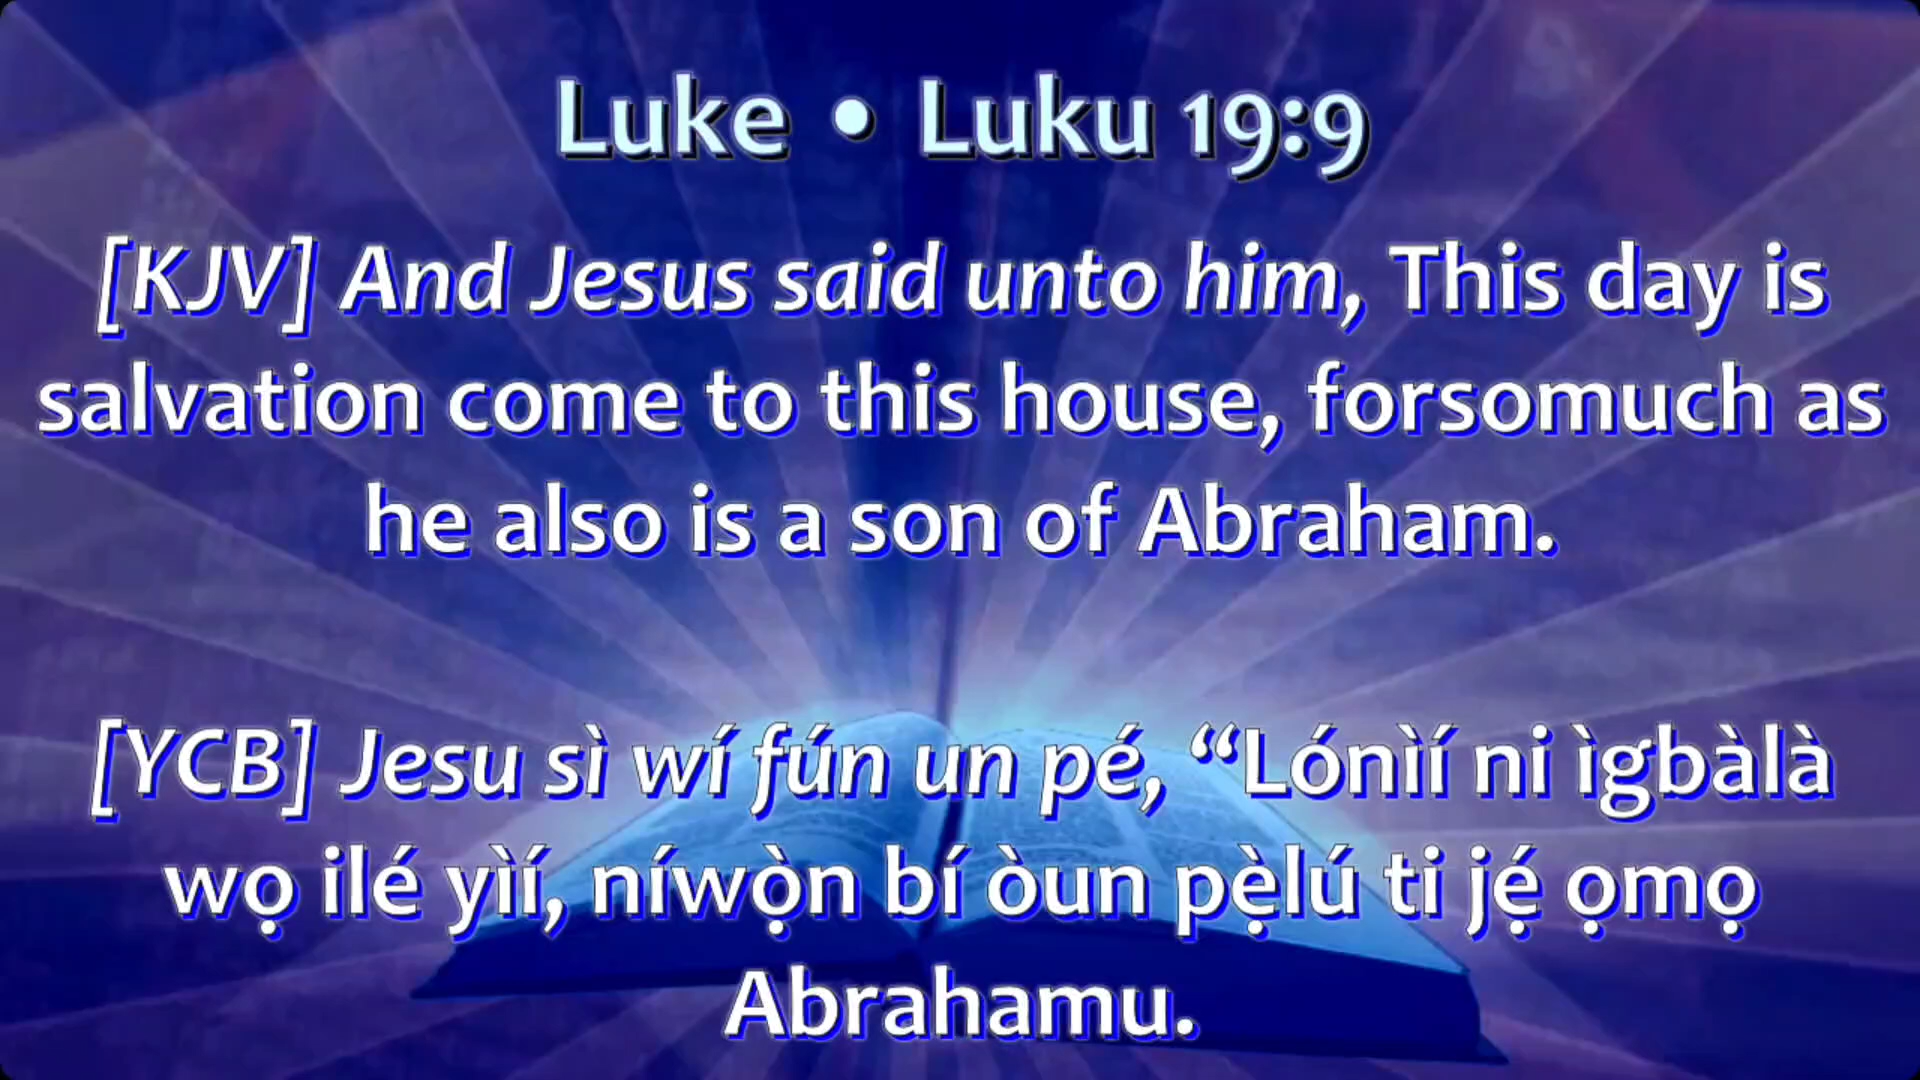 Luke • Luku 19:9
[KJV] And Jesus said unto him, This day is
salvation come to this house, forsomuch as
he also is a son of Abraham.
[YCB] Jesu sì wí fún un pé, “Lónìí ni ìgbàlà
wọ ilé yìí, níwọ̀n bí òun pẹ̀lú ti jẹ́ ọmọ
Abrahamu.